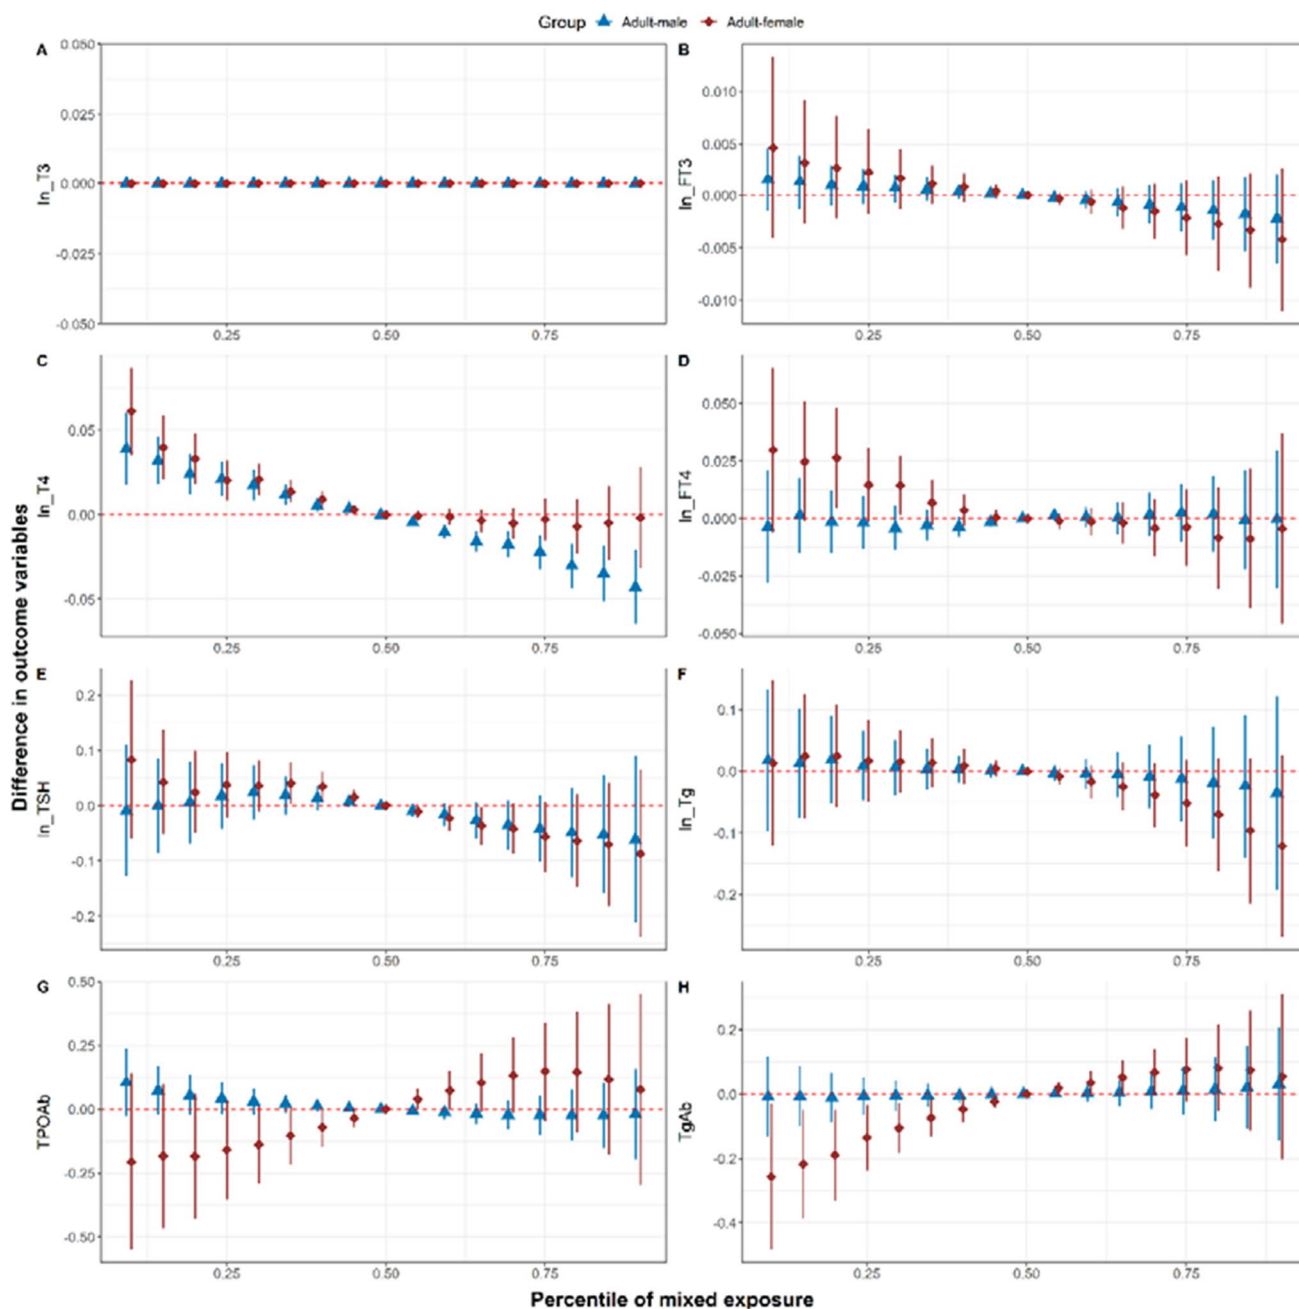 Group Adult-male Adult-female
A
0.050
0.025
0.000
-0.025
-0.050
ln_T3
0.25 0.50 0.75
B
0.010
0.005
0.000
-0.005
-0.010
ln_FT3
0.25 0.50 0.75
C
0.05
0.00
-0.05
ln_T4
0.25 0.50 0.75
D
0.050
0.025
0.000
-0.025
-0.050
ln_FT4
0.25 0.50 0.75
Difference in outcome variables
E
0.2
0.1
0.0
-0.1
-0.2
ln_TSH
0.25 0.50 0.75
F
0.1
0.0
-0.1
-0.2
ln_Tg
0.25 0.50 0.75
G
0.50
0.25
0.00
-0.25
-0.50
TPOAb
0.25 0.50 0.75
H
0.2
0.0
-0.2
-0.4
TgAb
0.25 0.50 0.75
Percentile of mixed exposure